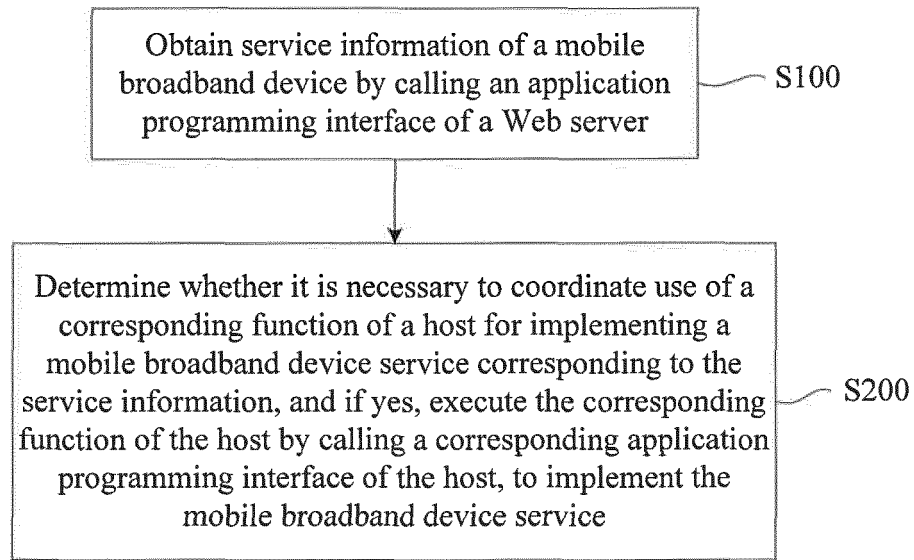 Obtain service information of a mobile
broadband device by calling an application
programming interface of a Web server
S100
Determine whether it is necessary to coordinate use of a
corresponding function of a host for implementing a
mobile broadband device service corresponding to the
service information, and if yes, execute the corresponding
function of the host by calling a corresponding application
programming interface of the host, to implement the
mobile broadband device service
S200